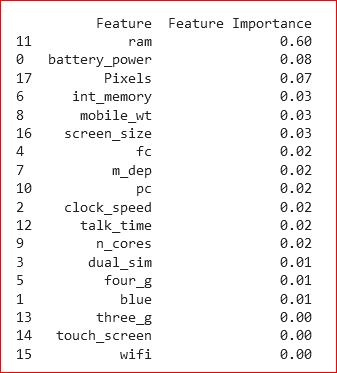 Feature Feature Importance
11 ram 0.60
0 battery_power 0.08
17 Pixels 0.07
6 int_memory 0.03
8 mobile_wt 0.03
16 screen_size 0.03
4 fc 0.02
7 m_dep 0.02
10 pc 0.02
2 clock_speed 0.02
12 talk_time 0.02
9 n_cores 0.02
3 dual_sim 0.01
5 four_g 0.01
1 blue 0.01
13 three_g 0.00
14 touch_screen 0.00
15 wifi 0.00